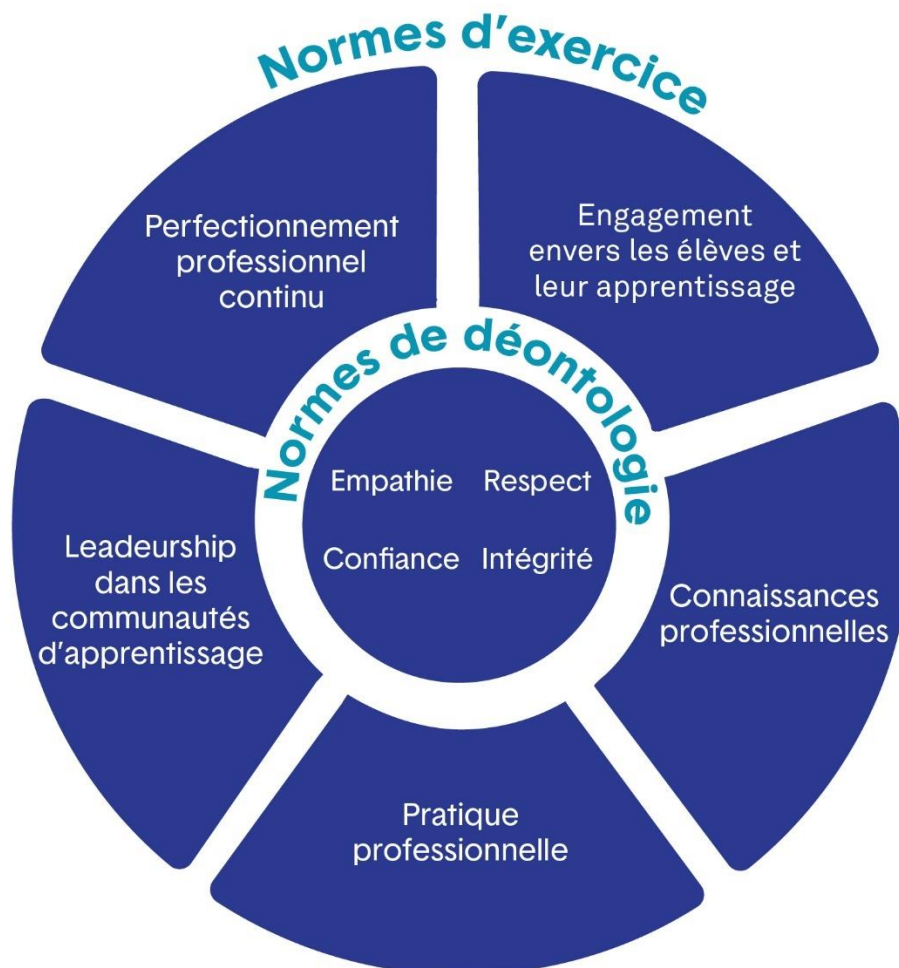 Normes d’exercice
Perfectionnement
professionnel
continu
Engagement
envers les élèves et
leur apprentissage
Normes de déontologie
Empathie Respect
Confiance Intégrité
Leadeurship
dans les
communautés
d’apprentissage
Connaissances
professionnelles
Pratique
professionnelle